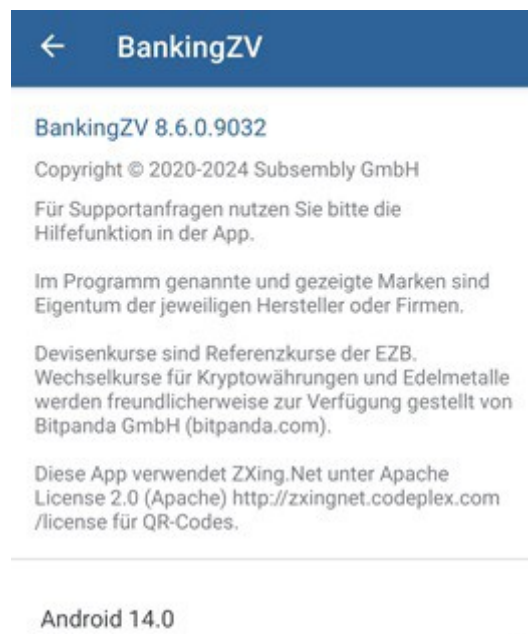 BankingZV
BankingZV 8.6.0.9032
Copyright © 2020-2024 Subsembly GmbH
Für Supportanfragen nutzen Sie bitte die
Hilfefunktion in der App.
Im Programm genannte und gezeigte Marken sind
Eigentum der jeweiligen Hersteller oder Firmen.
Devisenkurse sind Referenzkurse der EZB.
Wechselkurse für Kryptowährungen und Edelmetalle
werden freundlicherweise zur Verfügung gestellt von
Bitpanda GmbH (bitpanda.com).
Diese App verwendet ZXing.Net unter Apache
License 2.0 (Apache) http://zxingnet.codeplex.com
/license für QR-Codes.
Android 14.0